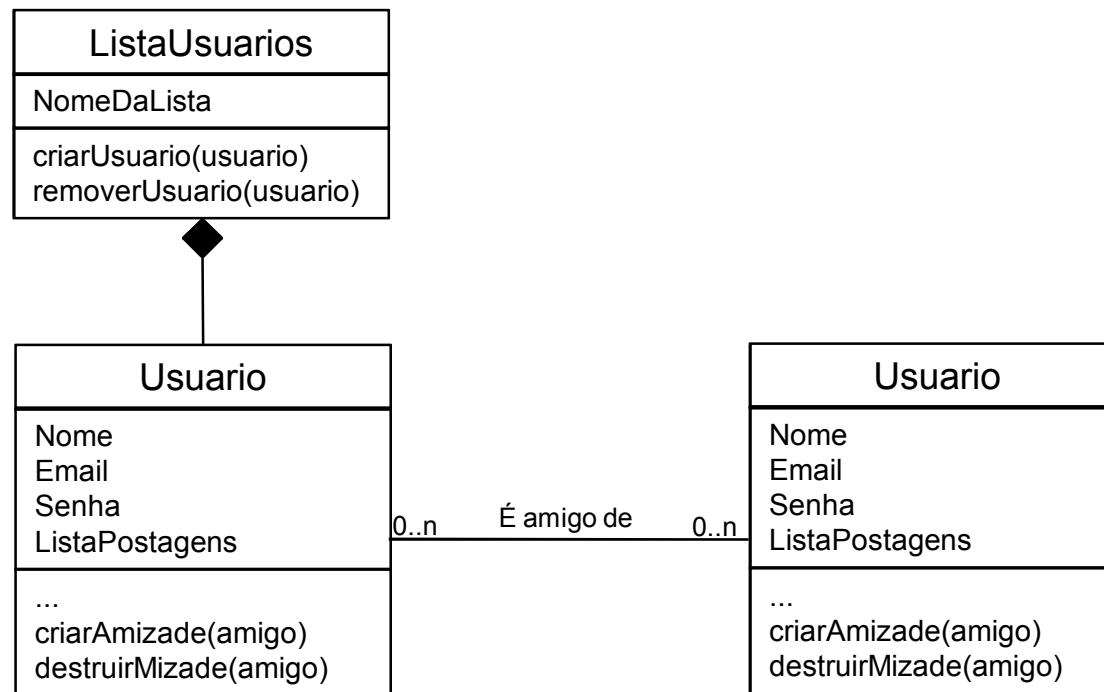 ListaUsuarios
NomeDaLista
criarUsuario(usuario)
removerUsuario(usuario)
Usuario
Nome
Email
Senha
ListaPostagens
...
criarAmizade(amigo)
destruirMizade(amigo)
0..n
É amigo de
0..n
Usuario
Nome
Email
Senha
ListaPostagens
...
criarAmizade(amigo)
destruirMizade(amigo)